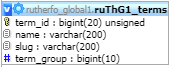 rutherfo_global1.ruThG1_terms
term_id : bigint(20) unsigned
name : varchar(200)
slug : varchar(200)
term_group : bigint(10)